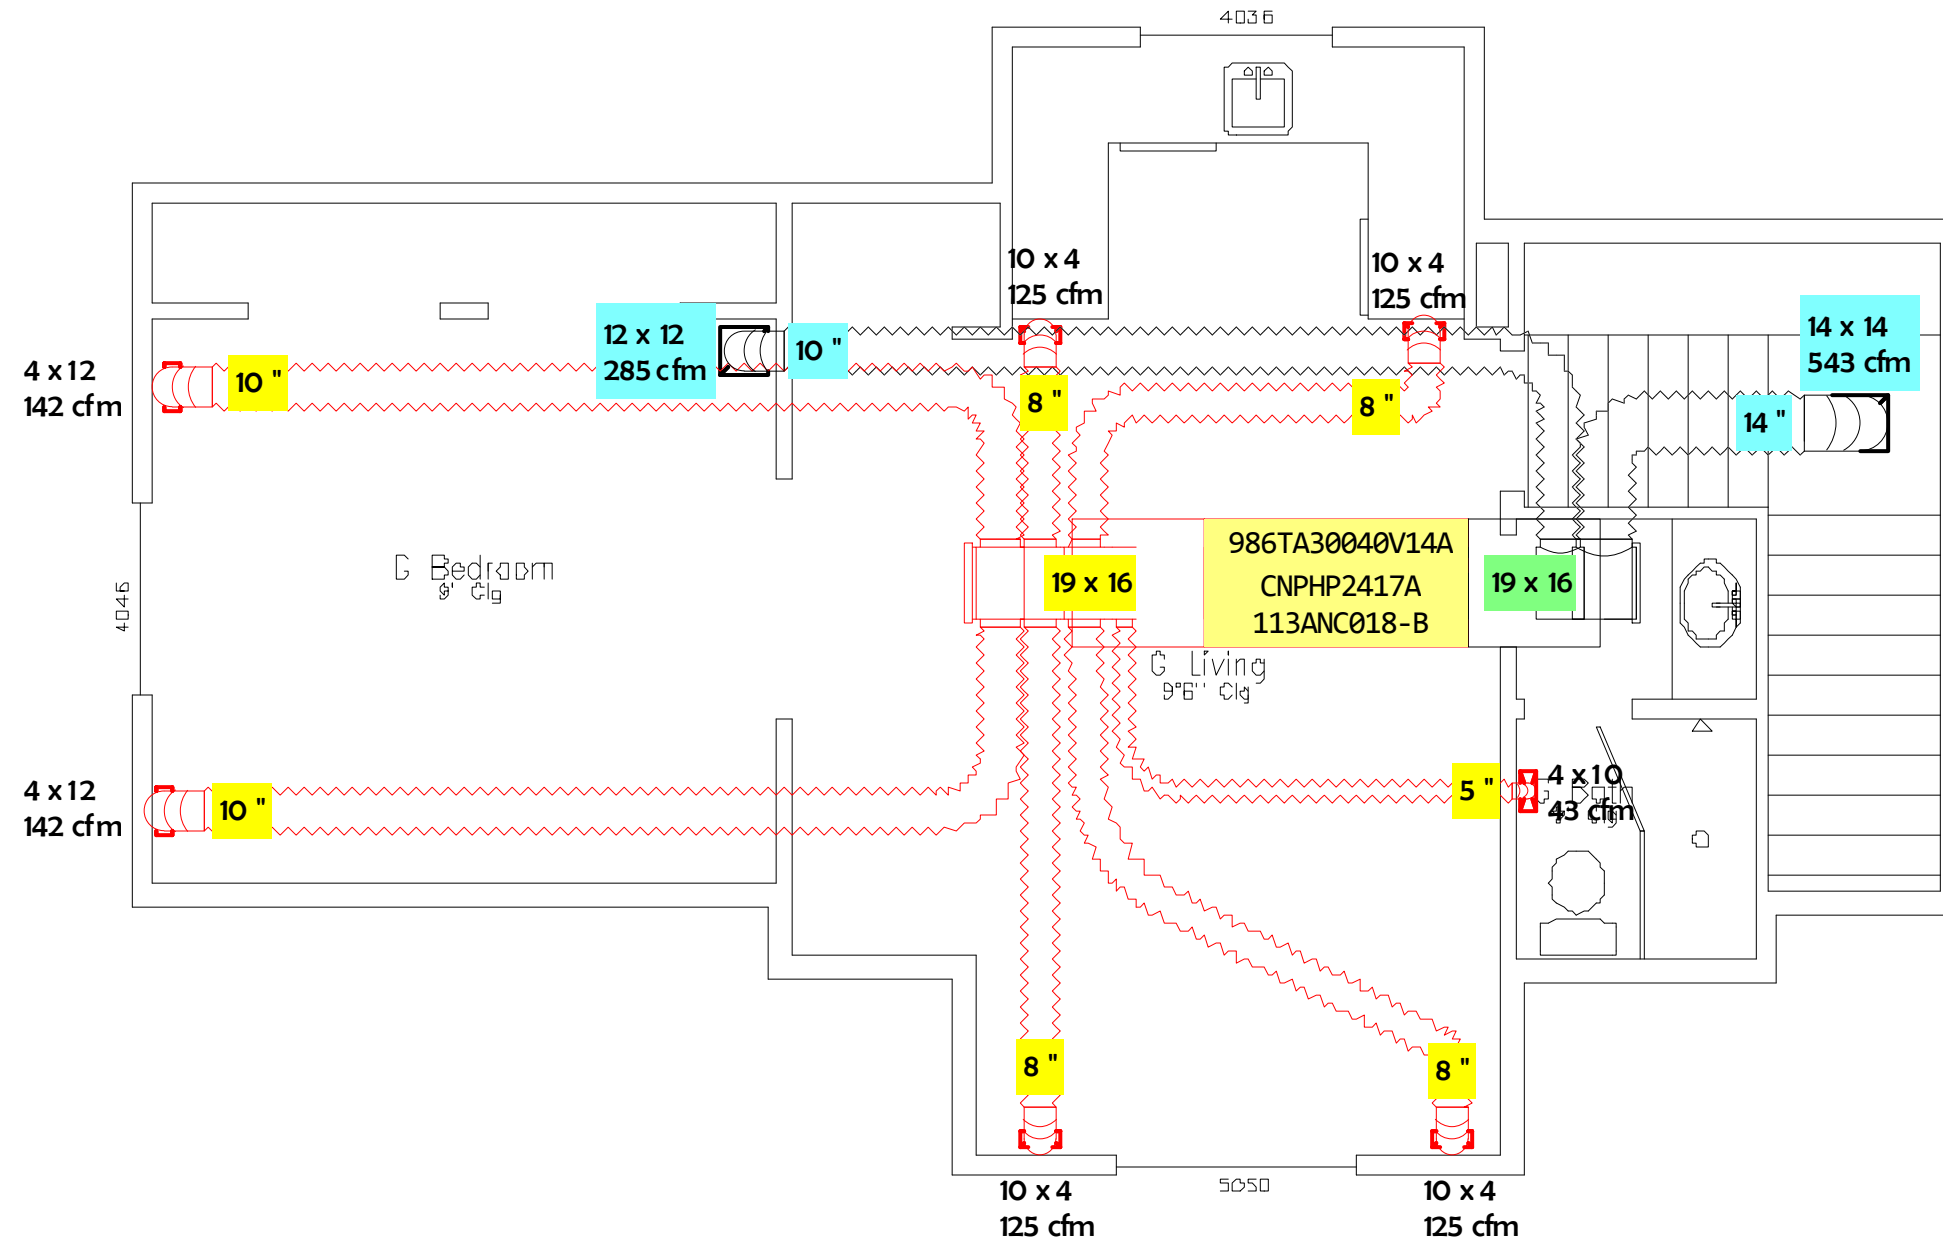 4036
10 x 4
125 cfm
10 x 4
125 cfm
12 x 12
285 cfm
10 "
14 x 14
543 cfm
4 x 12
142 cfm
10 "
8 "
8 "
14 "
986TA30040V14A
CNPHP2417A
113ANC018-B
19 x 16
19 x 16
G Bedroom
9' Clg
4046
G Living
9'6" Clg
4 x 12
142 cfm
10 "
5 "
4 x 10
43 cfm
8 "
8 "
10 x 4
125 cfm
5050
10 x 4
125 cfm